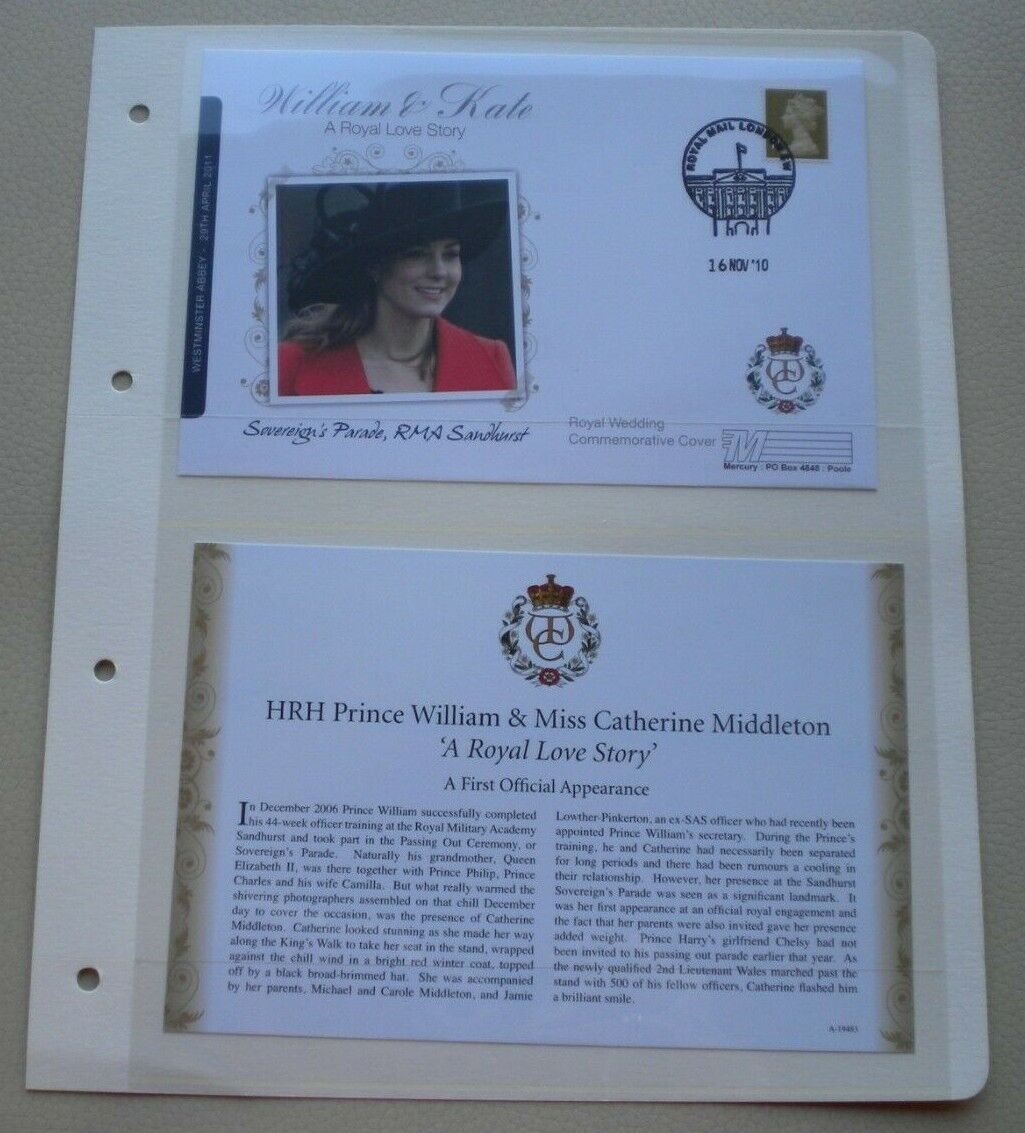 William & Kate
A Royal Love Story
WESTMINSTER ABBEY - 29TH APRIL 2011
ROYAL MAIL LONDON SW
16 NOV '10
Sovereign's Parade, RMA Sandhurst
Royal Wedding
Commemorative Cover
M
Mercury : PO Box 4848 : Poole
HRH Prince William & Miss Catherine Middleton
‘A Royal Love Story’
A First Official Appearance
In December 2006 Prince William successfully completed
his 44-week officer training at the Royal Military Academy
Sandhurst and took part in the Passing Out Ceremony, or
Sovereign's Parade. Naturally his grandmother, Queen
Elizabeth II, was there together with Prince Philip, Prince
Charles and his wife Camilla. But what really warmed the
shivering photographers assembled on that chill December
day to cover the occasion, was the presence of Catherine
Middleton. Catherine looked stunning as she made her way
along the King's Walk to take her seat in the stand, wrapped
against the chill wind in a bright red winter coat, topped
off by a black broad-brimmed hat. She was accompanied
by her parents, Michael and Carole Middleton, and Jamie
Lowther-Pinkerton, an ex-SAS officer who had recently been
appointed Prince William's secretary. During the Prince's
training, he and Catherine had necessarily been separated
for long periods and there had been rumours a cooling in
their relationship. However, her presence at the Sandhurst
Sovereign's Parade was seen as a significant landmark. It
was her first appearance at an official royal engagement and
the fact that her parents were also invited gave her presence
added weight. Prince Harry's girlfriend Chelsy had not
been invited to his passing out parade earlier that year. As
the newly qualified 2nd Lieutenant Wales marched past the
stand with 500 of his fellow officers, Catherine flashed him
a brilliant smile.
A-19483